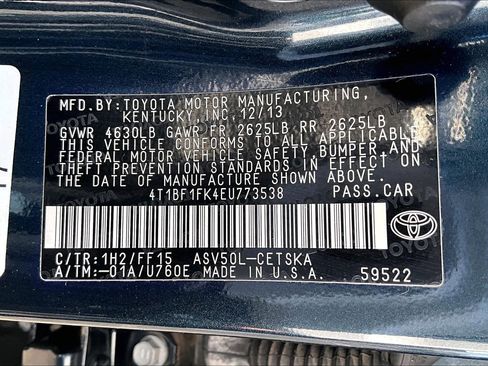 MFD.BY:TOYOTA MOTOR MANUFACTURING,
KENTUCKY,INC.12/13
GVWR 4630LB GAWR FR 2625LB RR 2625LB
THIS VEHICLE CONFORMS TO ALL APPLICABLE
FEDERAL MOTOR VEHICLE SAFETY,BUMPER AND
THEFT PREVENTION STANDARDS IN EFFECT ON
THE DATE OF MANUFACTURE SHOWN ABOVE.
4T1BF1FK4EU773538 PASS.CAR
TOYOTA
C/TR:1H2/FF15 ASV50L-CETSKA
A/TM:-01A/U760E MADE IN U.S.A. 59522